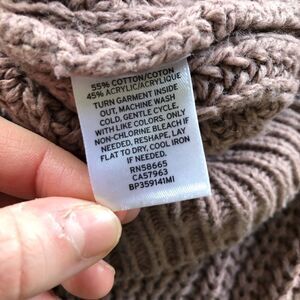 55% COTTON/COTON
45% ACRYLIC/ACRYLIQUE
TURN GARMENT INSIDE
OUT, MACHINE WASH
COLD, GENTLE CYCLE,
WITH LIKE COLORS. ONLY
NON-CHLORINE BLEACH IF
NEEDED, RESHAPE, LAY
FLAT TO DRY, COOL IRON
IF NEEDED.
RN58665
CA57963
BP359141MI